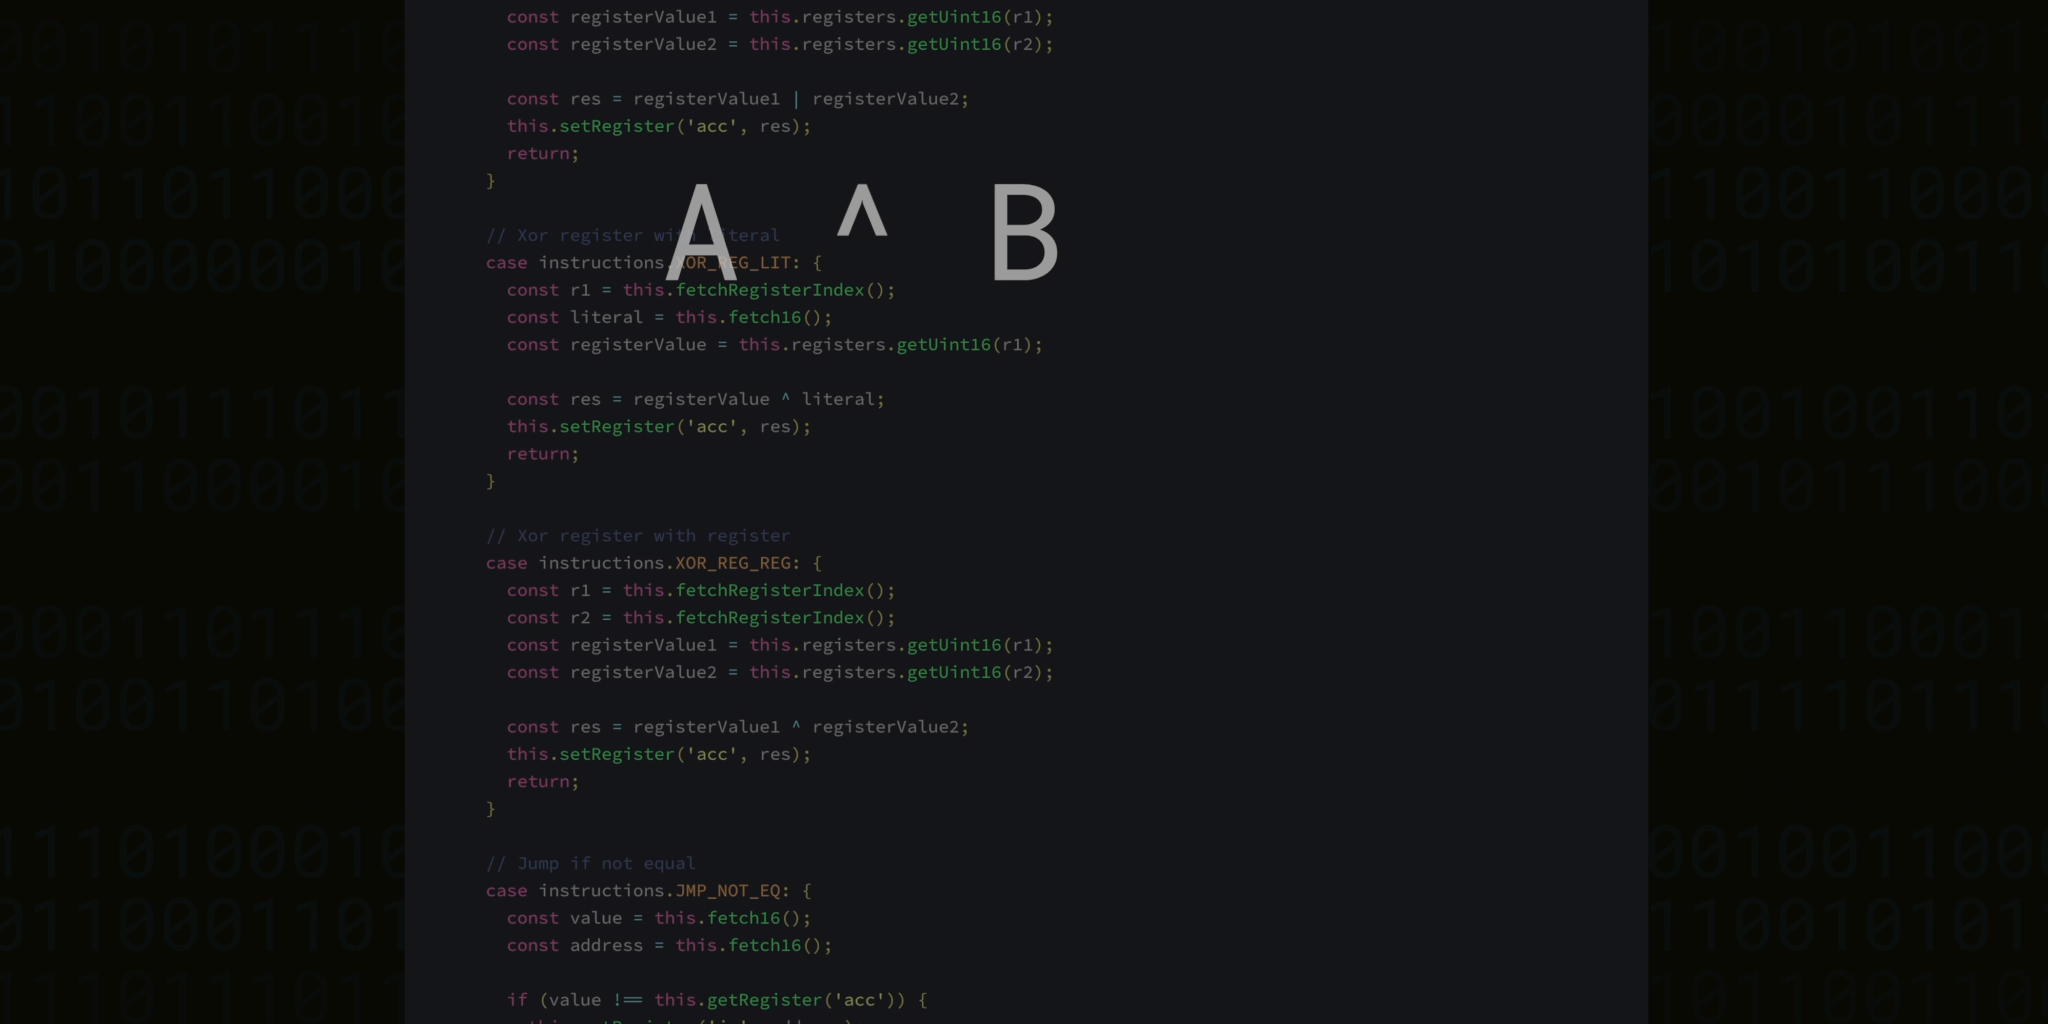 const registerValue1 = this.registers.getUint16(r1);
const registerValue2 = this.registers.getUint16(r2);
const res = registerValue1 | registerValue2;
this.setRegister('acc', res);
return;
}
A ^ B
// Xor register with literal
case instructions.XOR_REG_LIT: {
const r1 = this.fetchRegisterIndex();
const literal = this.fetch16();
const registerValue = this.registers.getUint16(r1);
const res = registerValue ^ literal;
this.setRegister('acc', res);
return;
}
// Xor register with register
case instructions.XOR_REG_REG: {
const r1 = this.fetchRegisterIndex();
const r2 = this.fetchRegisterIndex();
const registerValue1 = this.registers.getUint16(r1);
const registerValue2 = this.registers.getUint16(r2);
const res = registerValue1 ^ registerValue2;
this.setRegister('acc', res);
return;
}
// Jump if not equal
case instructions.JMP_NOT_EQ: {
const value = this.fetch16();
const address = this.fetch16();
if (value !== this.getRegister('acc')) {